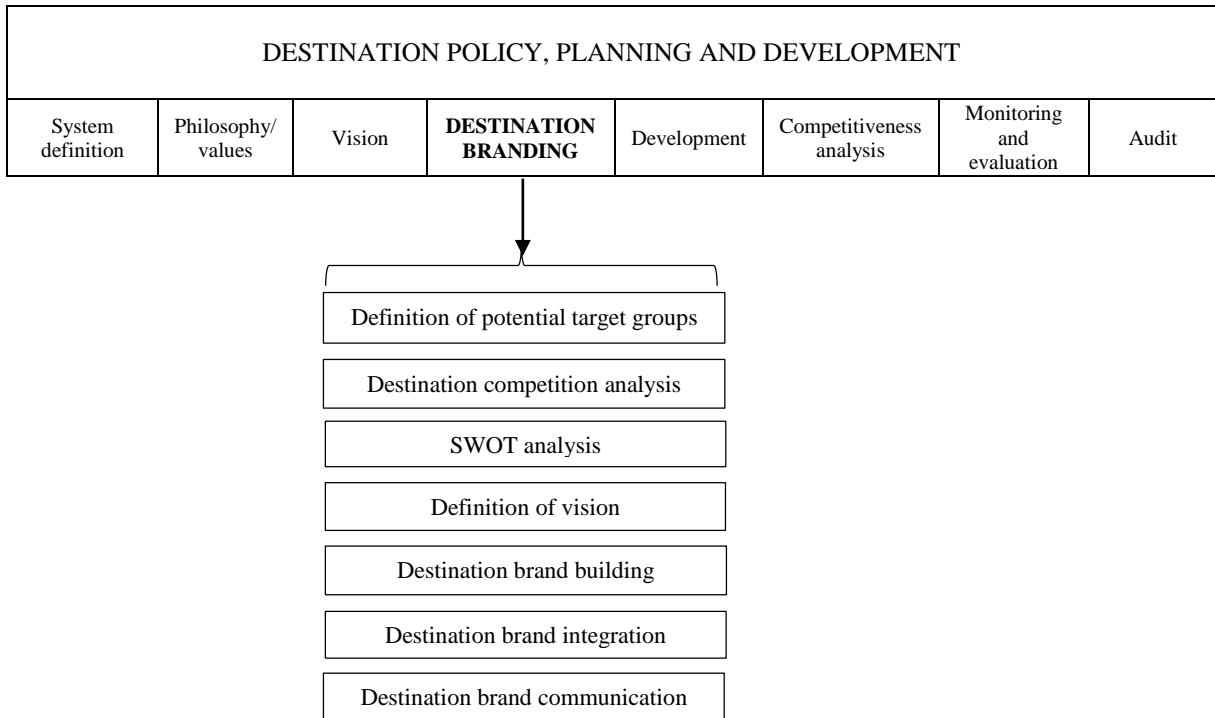 DESTINATION POLICY, PLANNING AND DEVELOPMENT
System
definition
Philosophy/
values
Vision
DESTINATION
BRANDING
Development
Competitiveness
analysis
Monitoring
and
evaluation
Audit
Definition of potential target groups
Destination competition analysis
SWOT analysis
Definition of vision
Destination brand building
Destination brand integration
Destination brand communication